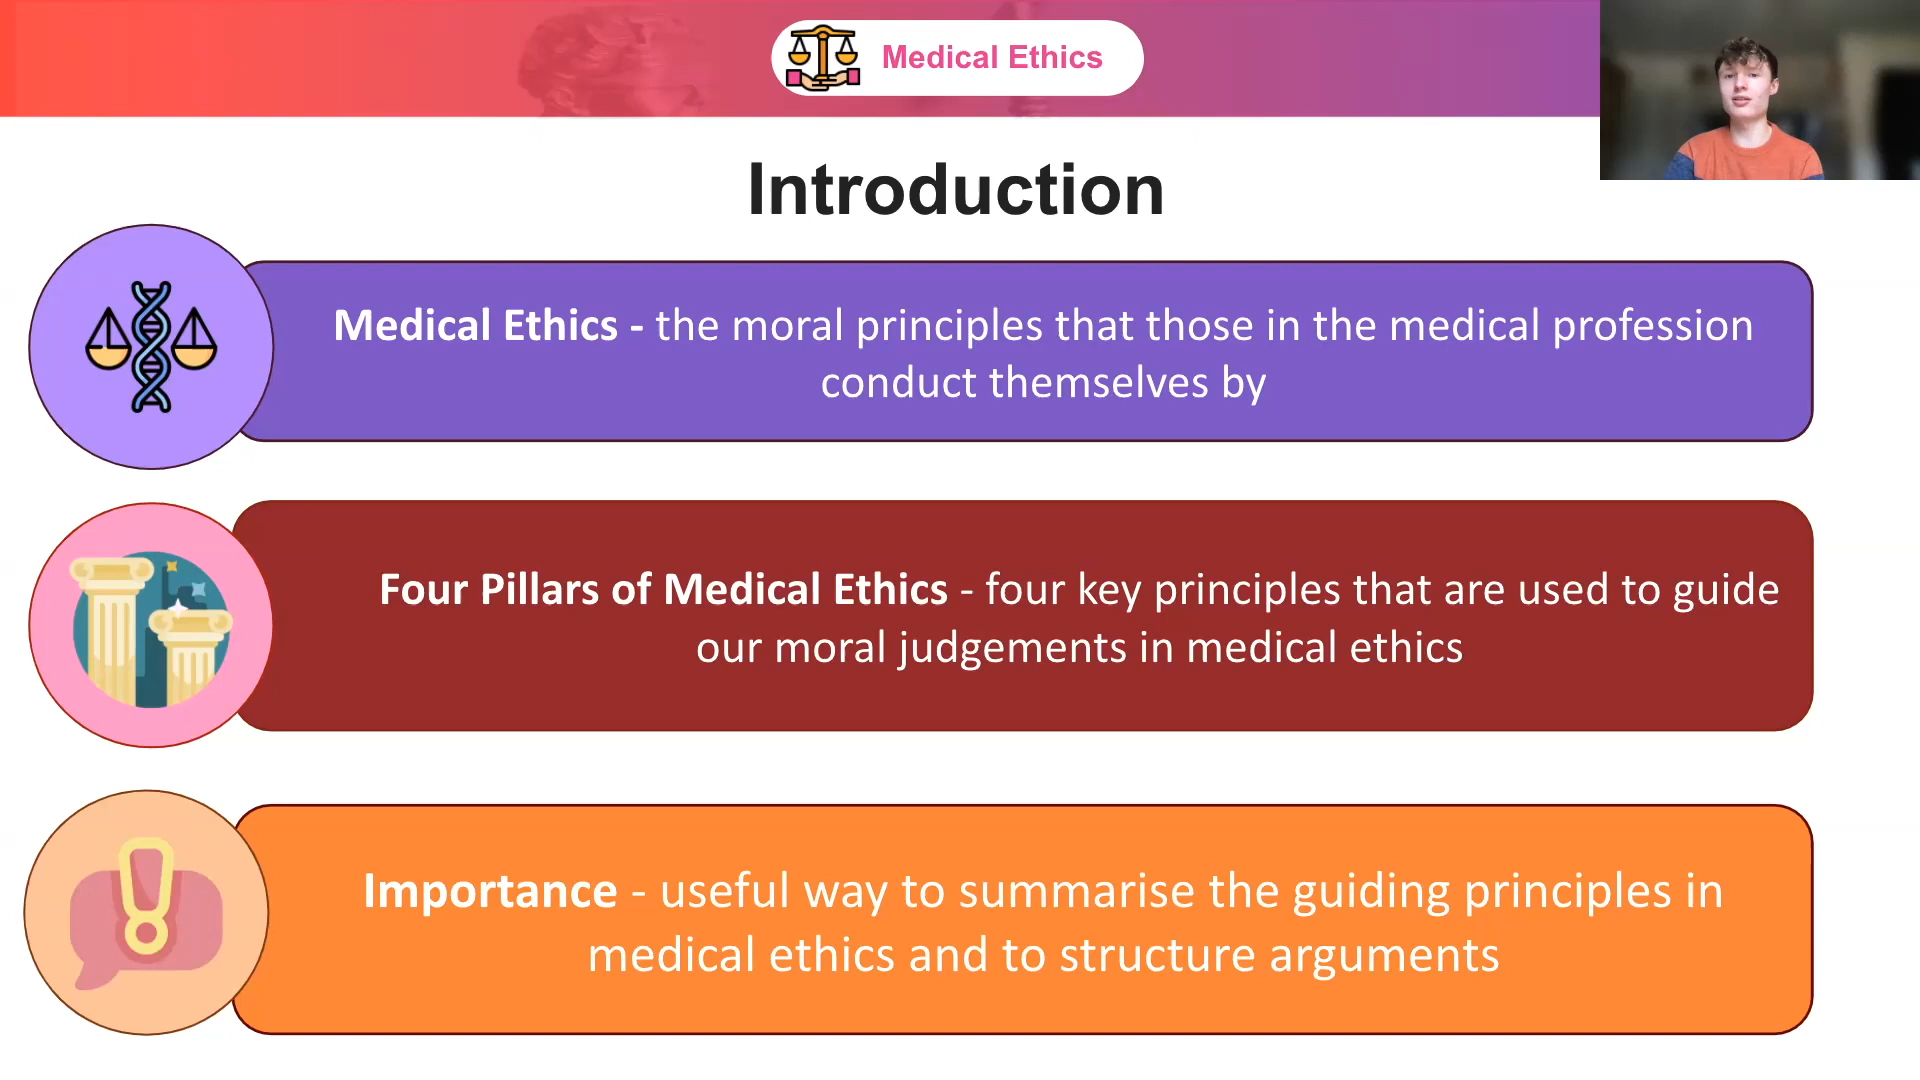 Medical Ethics
Introduction
Medical Ethics - the moral principles that those in the medical profession
conduct themselves by
Four Pillars of Medical Ethics - four key principles that are used to guide
our moral judgements in medical ethics
Importance - useful way to summarise the guiding principles in
medical ethics and to structure arguments